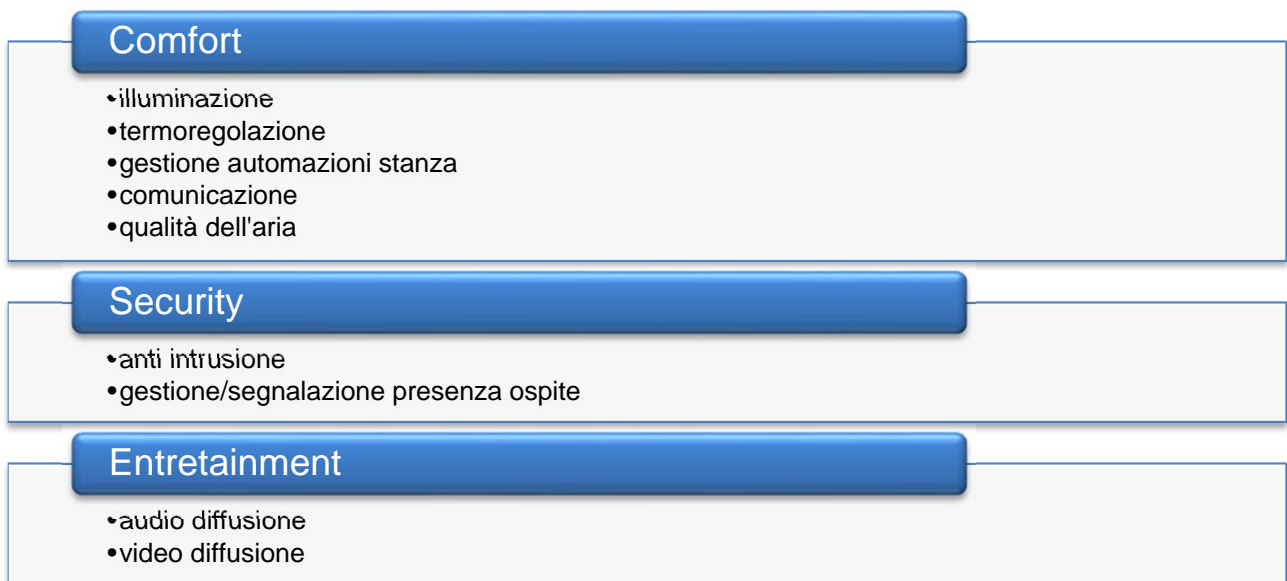 Comfort
•illuminazione
•termoregolazione
•gestione automazioni stanza
•comunicazione
•qualità dell'aria
Security
•anti intrusione
•gestione/segnalazione presenza ospite
Entretainment
•audio diffusione
•video diffusione